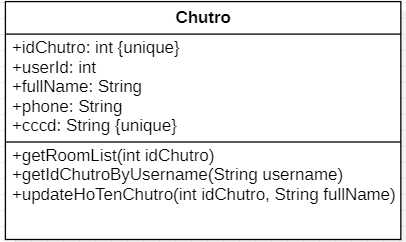 Chutro
+idChutro: int {unique}
+userId: int
+fullName: String
+phone: String
+cccd: String {unique}
+getRoomList(int idChutro)
+getIdChutroByUsername(String username)
+updateHoTenChutro(int idChutro, String fullName)